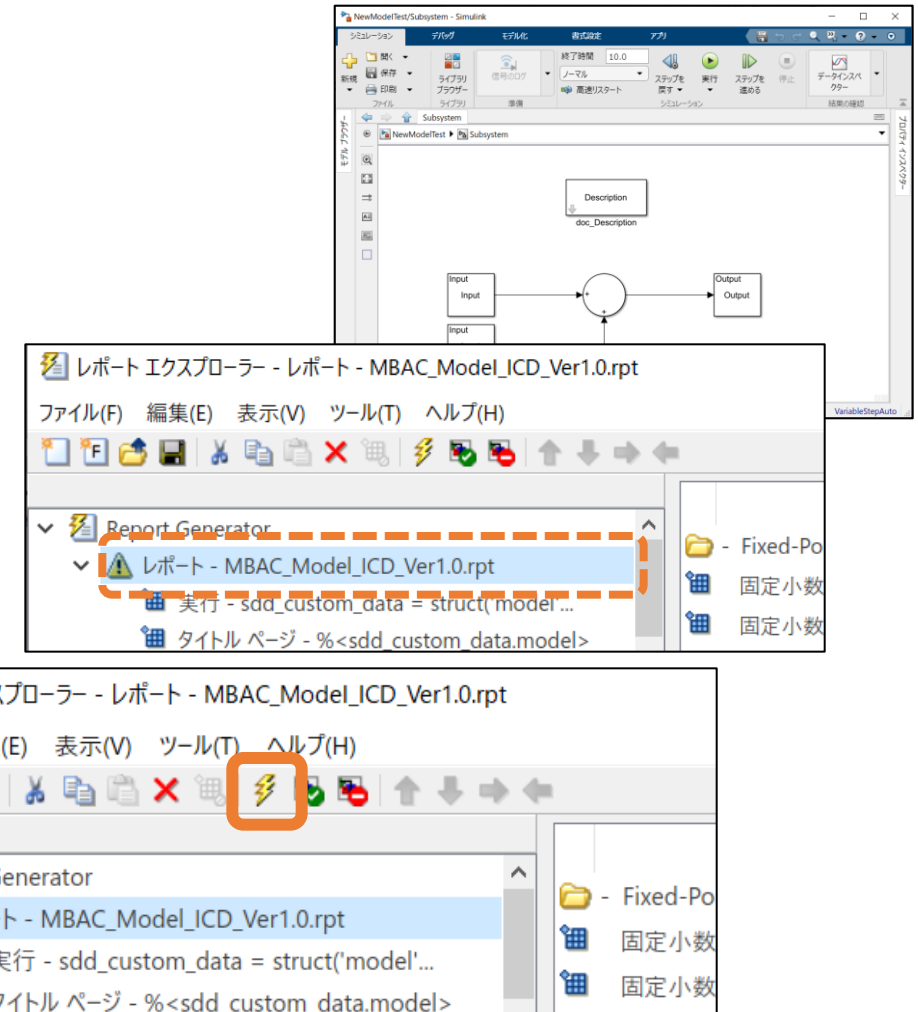 NewModelTest/Subsystem - Simulink
シミュレーション デバッグ モデル化 書式設定 アプリ
新規
開く
保存
印刷
ファイル
ライブラリ
ブラウザー
ライブラリ
信号のログ
準備
終了時間 10.0
ノーマル
高速リスタート
ステップを
戻す
実行
ステップを
進める
停止
シミュレーション
データインスペ
クター
結果の確認
モデル ブラウザー
Subsystem
NewModelTest Subsystem
プロパティ インスペクター
Description
doc_Description
Input
Input
Output
Output
Input
VariableStepAuto
レポート エクスプローラー - レポート - MBAC_Model_ICD_Ver1.0.rpt
ファイル(F) 編集(E) 表示(V) ツール(T) ヘルプ(H)
Report Generator
レポート - MBAC_Model_ICD_Ver1.0.rpt
実行 - sdd_custom_data = struct('model'...
タイトル ページ - %<sdd_custom_data.model>
- Fixed-Po
固定小数
固定小数
スプローラー - レポート - MBAC_Model_ICD_Ver1.0.rpt
(E) 表示(V) ツール(T) ヘルプ(H)
Generator
ート - MBAC_Model_ICD_Ver1.0.rpt
実行 - sdd_custom_data = struct('model'...
タイトル ページ - %<sdd_custom_data.model>
- Fixed-Po
固定小数
固定小数